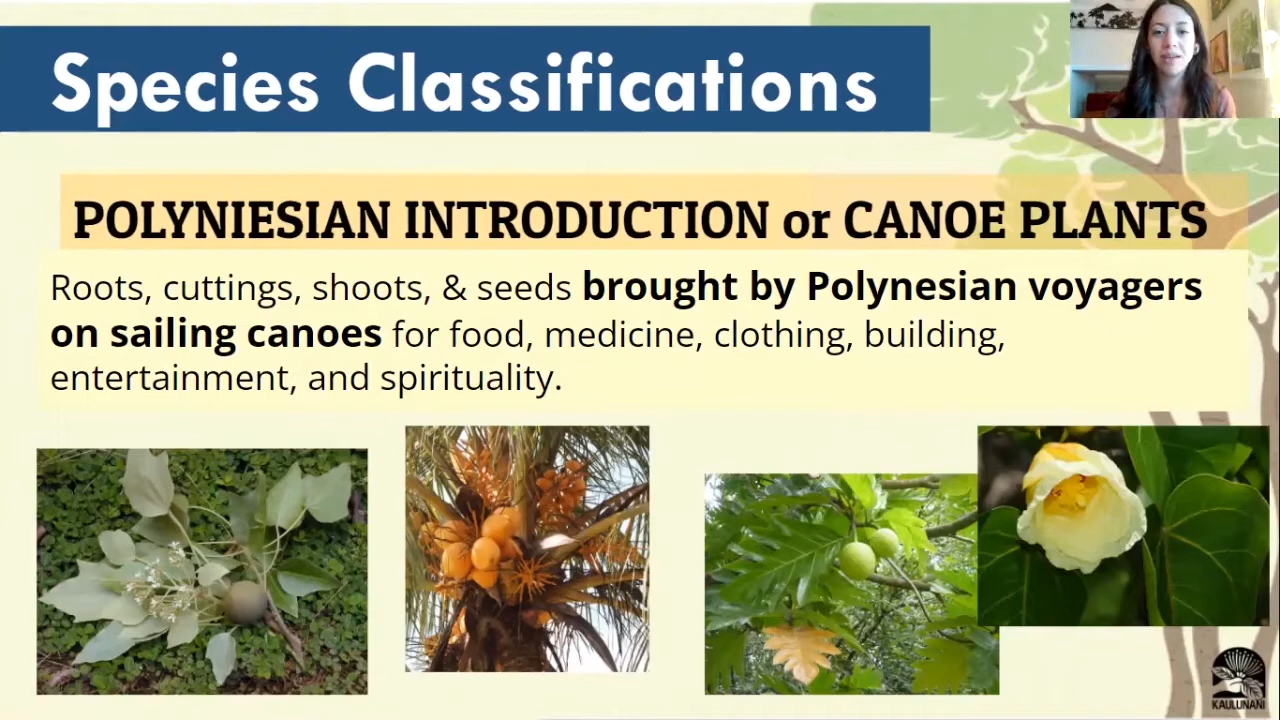 Species Classifications
POLYNIESIAN INTRODUCTION or CANOE PLANTS
Roots, cuttings, shoots, & seeds brought by Polynesian voyagers
on sailing canoes for food, medicine, clothing, building,
entertainment, and spirituality.
KAULUNANI